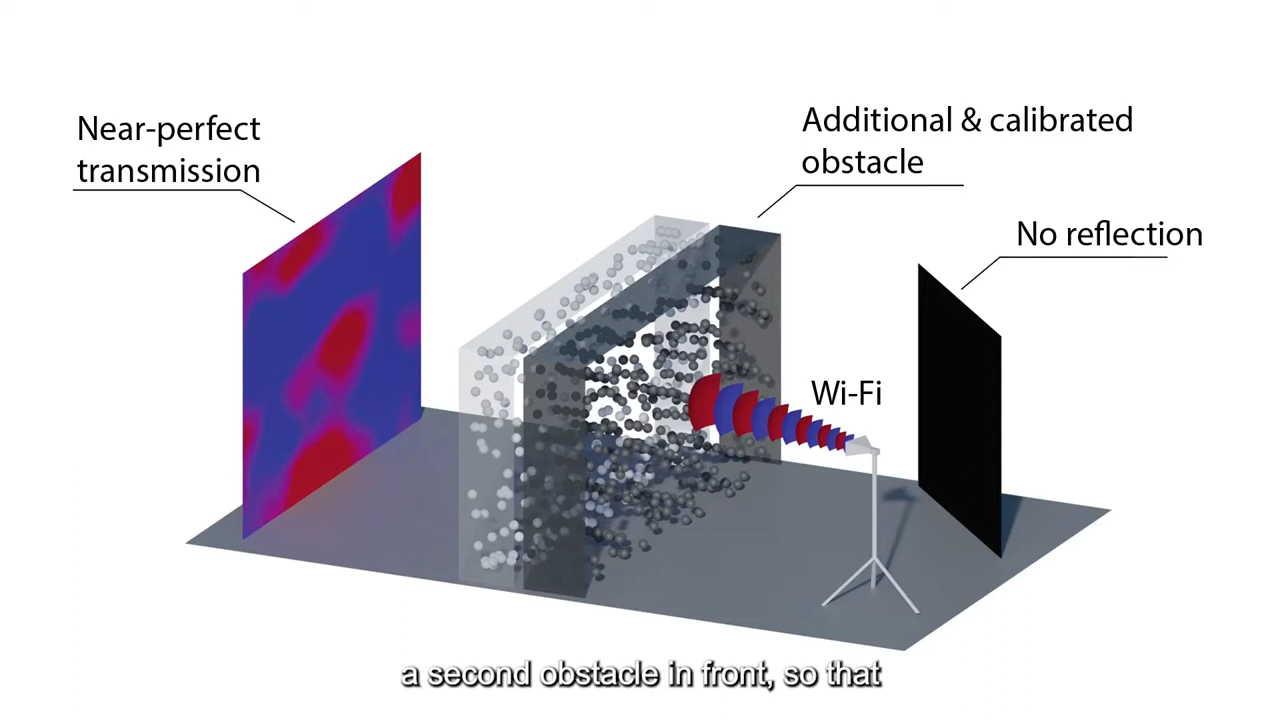 Near-perfect
transmission
Additional & calibrated
obstacle
No reflection
Wi-Fi
a second obstacle in front, so that